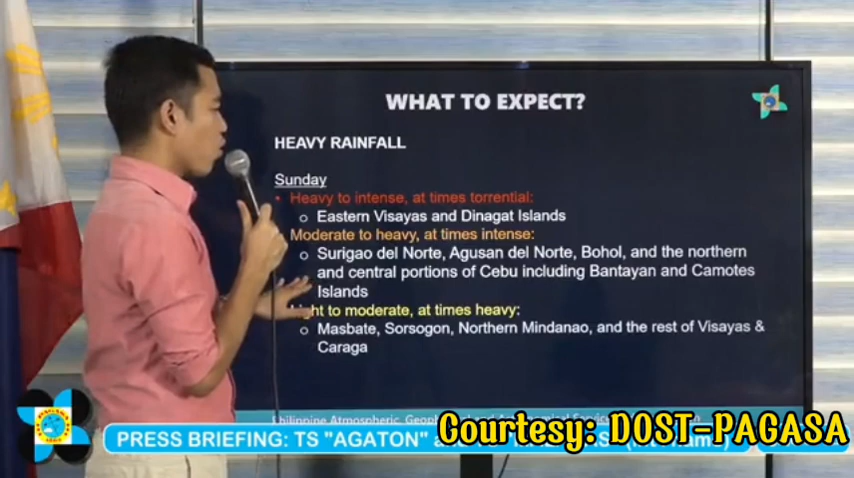 WHAT TO EXPECT?
HEAVY RAINFALL
Sunday
Heavy to intense, at times torrential:
Eastern Visayas and Dinagat Islands
Moderate to heavy, at times intense:
Surigao del Norte, Agusan del Norte, Bohol, and the northern
and central portions of Cebu including Bantayan and Camotes
Islands
Light to moderate, at times heavy:
Masbate, Sorsogon, Northern Mindanao, and the rest of Visayas &
Caraga
Philippine Atmospheric,
PRESS BRIEFING: TS "AGATON"
Courtesy: DOST-PAGASA